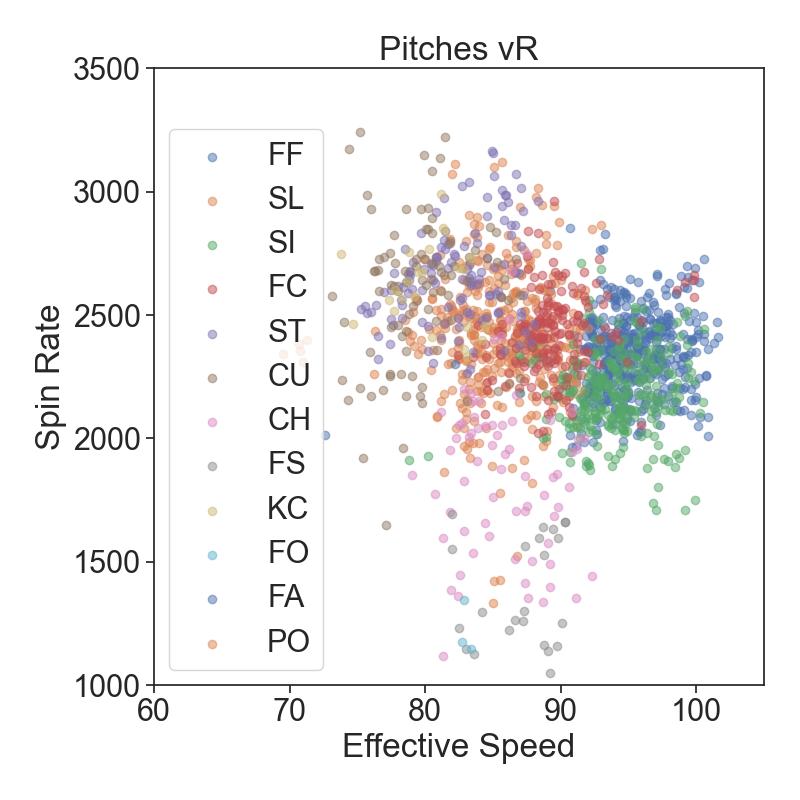 Pitches vR
3500
3000
2500
2000
1500
1000
Spin Rate
FF
SL
SI
FC
ST
CU
CH
FS
KC
FO
FA
PO
60
70
80
90
100
Effective Speed